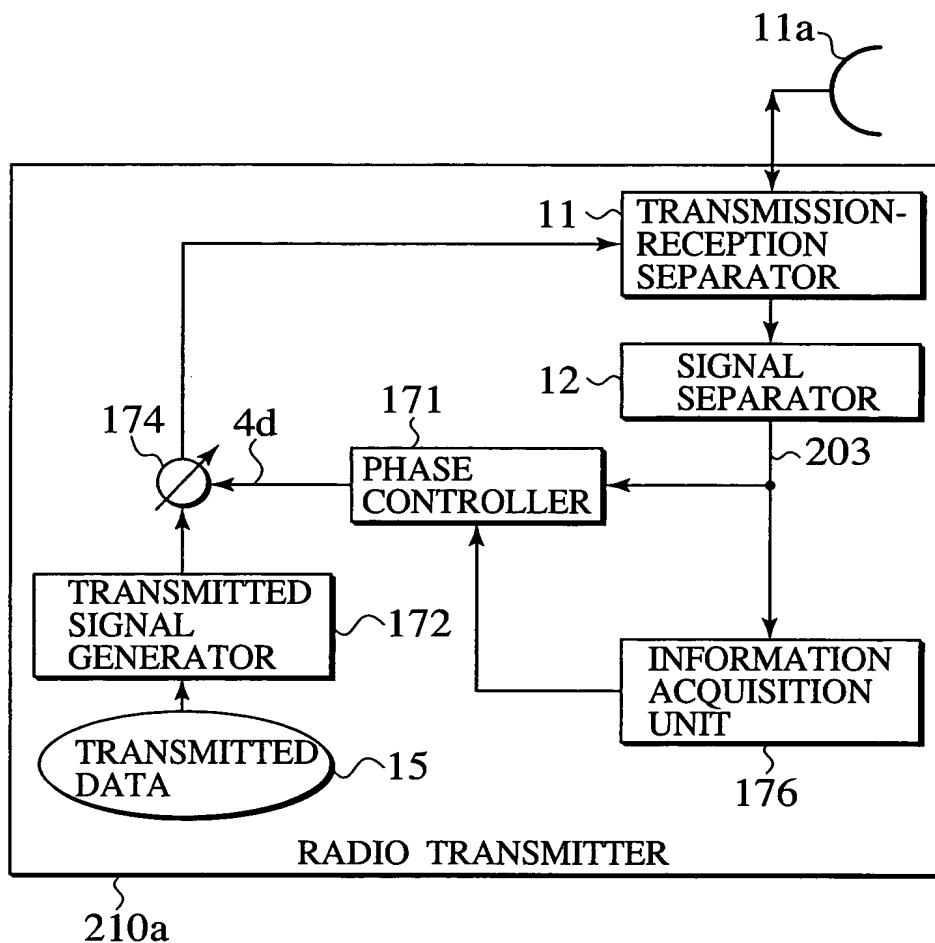 11a
11
TRANSMISSION-
RECEPTION
SEPARATOR
12
SIGNAL
SEPARATOR
203
174
4d
171
PHASE
CONTROLLER
TRANSMITTED
SIGNAL
GENERATOR
172
INFORMATION
ACQUISITION
UNIT
176
TRANSMITTED
DATA
15
RADIO TRANSMITTER
210a